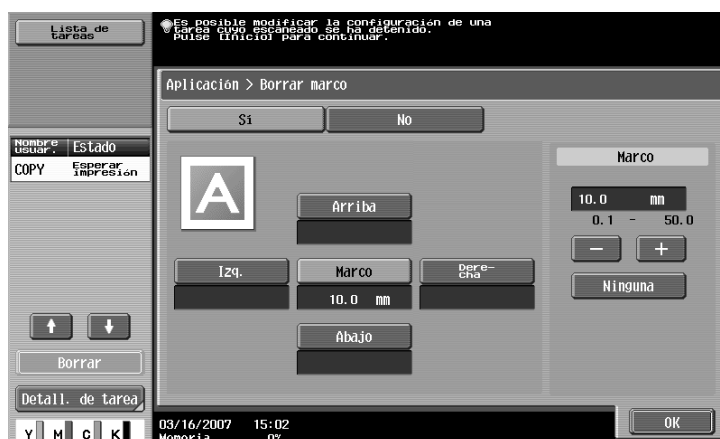 Lista de
tareas
Es posible modificar la configuración de una
tarea cuyo escaneado se ha detenido.
Pulse [Inicio] para continuar.
Aplicación > Borrar marco
Sí No
Nombre
usuar. Estado
COPY Esperar
impresión
A
Arriba
Izq. Marco Dere-
cha
10.0 mm
Abajo
Marco
10.0 mm
0.1 - 50.0
- +
Ninguna
Borrar
Detall. de tarea
Y M C K
03/16/2007 15:02
Memoria 0%
OK